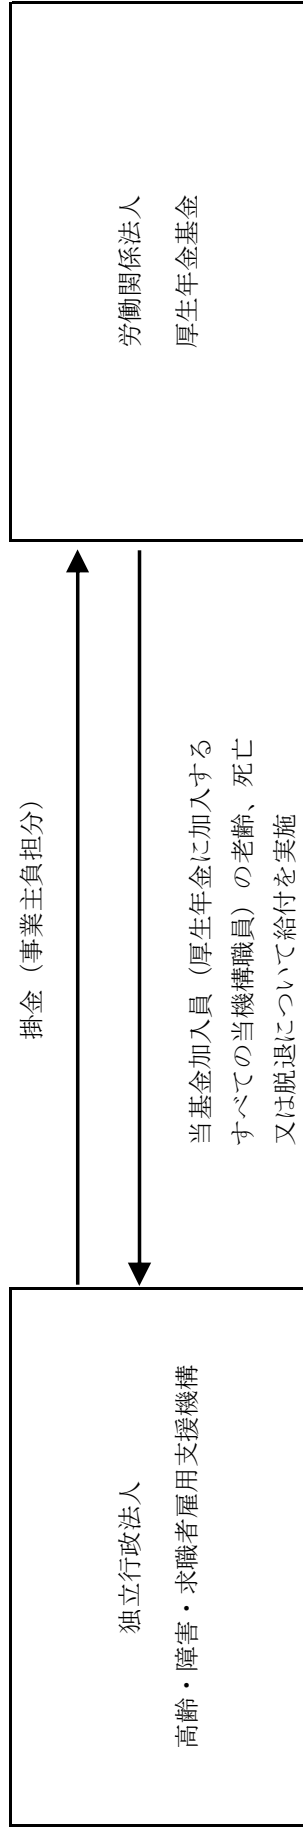 独立行政法人
高齢・障害・求職者雇用支援機構
掛金（事業主負担分）
当基金加入員（厚生年金に加入する
すべての当機構職員）の老齢、死亡
又は脱退について給付を実施
労働関係法人
厚生年金基金